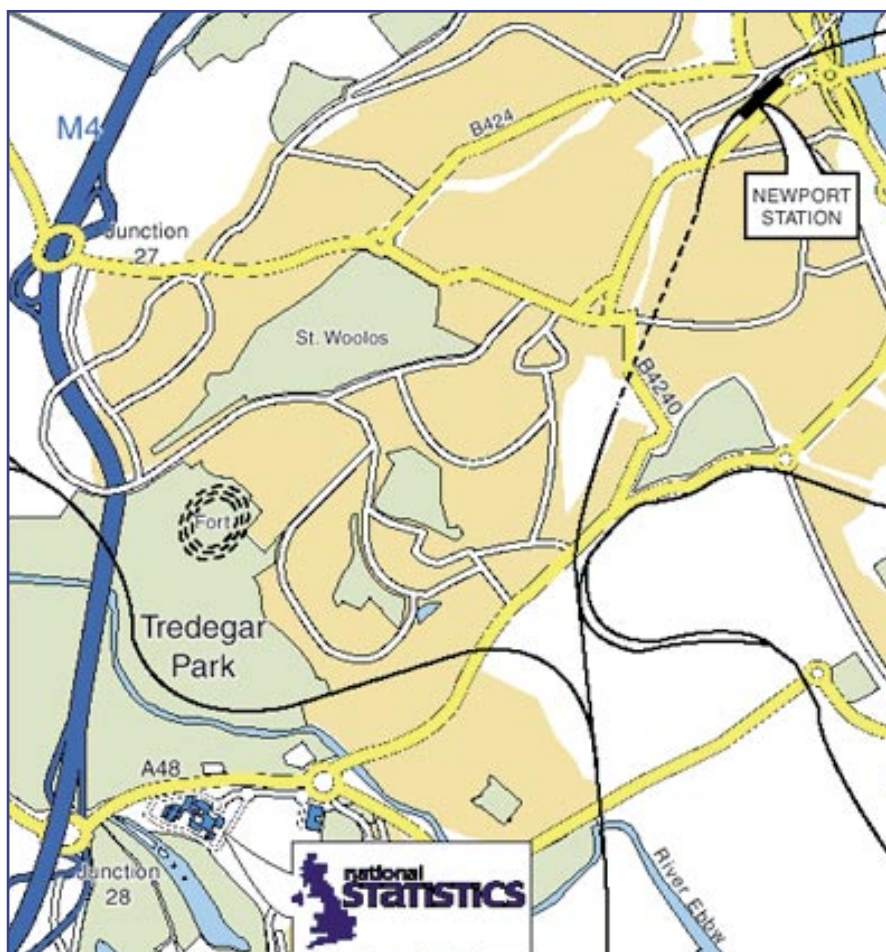 M4
B424
NEWPORT
STATION
Junction
27
St. Woolos
B4240
Fort
Tredegar
Park
A48
Junction
28
national
STATISTICS
River Ebbw